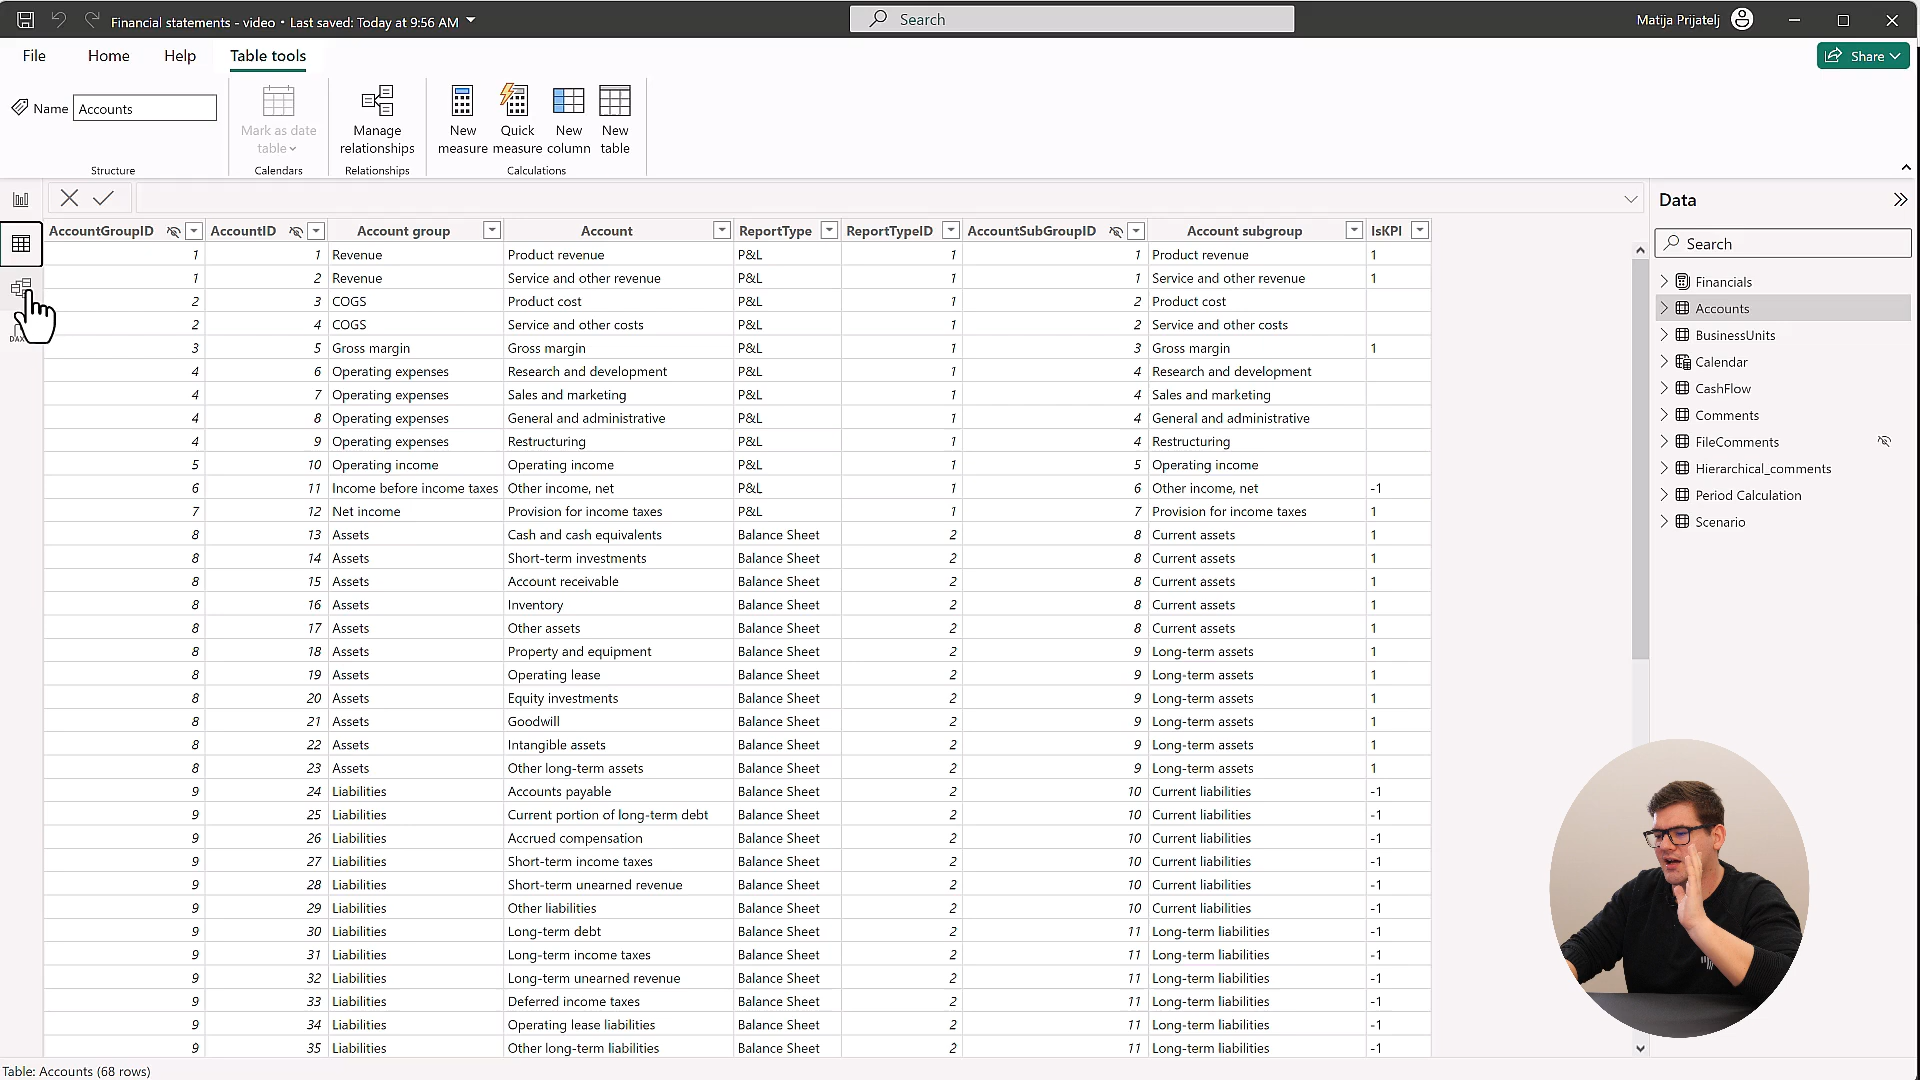 Financial statements - video • Last saved: Today at 9:56 AM
Search
Matija Prijatelj
File Home Help Table tools
Share
Name Accounts
Mark as date table
Manage relationships
New measure
Quick measure
New column
New table
Structure Calendars Relationships Calculations
Data
Search
Financials
Accounts
BusinessUnits
Calendar
CashFlow
Comments
FileComments
Hierarchical_comments
Period Calculation
Scenario
AccountGroupID AccountID Account group Account ReportType ReportTypeID AccountSubGroupID Account subgroup IsKPI
1 1 Revenue Product revenue P&L 1 1 Product revenue 1
1 2 Revenue Service and other revenue P&L 1 1 Service and other revenue 1
2 3 COGS Product cost P&L 1 2 Product cost
2 4 COGS Service and other costs P&L 1 2 Service and other costs
3 5 Gross margin Gross margin P&L 1 3 Gross margin 1
4 6 Operating expenses Research and development P&L 1 4 Research and development
4 7 Operating expenses Sales and marketing P&L 1 4 Sales and marketing
4 8 Operating expenses General and administrative P&L 1 4 General and administrative
4 9 Operating expenses Restructuring P&L 1 4 Restructuring
5 10 Operating income Operating income P&L 1 5 Operating income
6 11 Income before income taxes Other income, net P&L 1 6 Other income, net -1
7 12 Net income Provision for income taxes P&L 1 7 Provision for income taxes 1
8 13 Assets Cash and cash equivalents Balance Sheet 2 8 Current assets 1
8 14 Assets Short-term investments Balance Sheet 2 8 Current assets 1
8 15 Assets Account receivable Balance Sheet 2 8 Current assets 1
8 16 Assets Inventory Balance Sheet 2 8 Current assets 1
8 17 Assets Other assets Balance Sheet 2 8 Current assets 1
8 18 Assets Property and equipment Balance Sheet 2 9 Long-term assets 1
8 19 Assets Operating lease Balance Sheet 2 9 Long-term assets 1
8 20 Assets Equity investments Balance Sheet 2 9 Long-term assets 1
8 21 Assets Goodwill Balance Sheet 2 9 Long-term assets 1
8 22 Assets Intangible assets Balance Sheet 2 9 Long-term assets 1
8 23 Assets Other long-term assets Balance Sheet 2 9 Long-term assets 1
9 24 Liabilities Accounts payable Balance Sheet 2 10 Current liabilities -1
9 25 Liabilities Current portion of long-term debt Balance Sheet 2 10 Current liabilities -1
9 26 Liabilities Accrued compensation Balance Sheet 2 10 Current liabilities -1
9 27 Liabilities Short-term income taxes Balance Sheet 2 10 Current liabilities -1
9 28 Liabilities Short-term unearned revenue Balance Sheet 2 10 Current liabilities -1
9 29 Liabilities Other liabilities Balance Sheet 2 10 Current liabilities -1
9 30 Liabilities Long-term debt Balance Sheet 2 11 Long-term liabilities -1
9 31 Liabilities Long-term income taxes Balance Sheet 2 11 Long-term liabilities -1
9 32 Liabilities Long-term unearned revenue Balance Sheet 2 11 Long-term liabilities -1
9 33 Liabilities Deferred income taxes Balance Sheet 2 11 Long-term liabilities -1
9 34 Liabilities Operating lease liabilities Balance Sheet 2 11 Long-term liabilities -1
9 35 Liabilities Other long-term liabilities Balance Sheet 2 11 Long-term liabilities -1
Table: Accounts (68 rows)